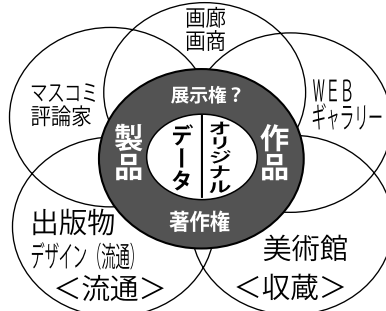 画廊
画商
マスコミ
評論家
WEB
ギャラリー
展示権？
製品
データ
オリジナル
作品
著作権
出版物
デザイン（流通）
＜流通＞
美術館
＜収蔵＞